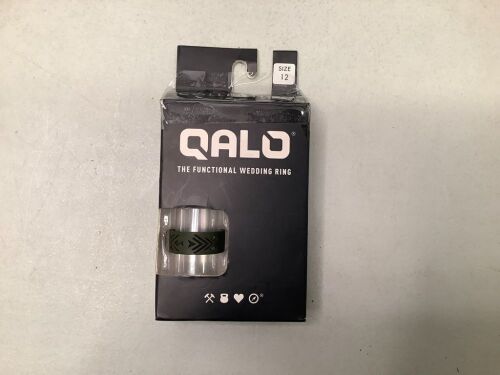 SIZE
12
QALO®
THE FUNCTIONAL WEDDING RING